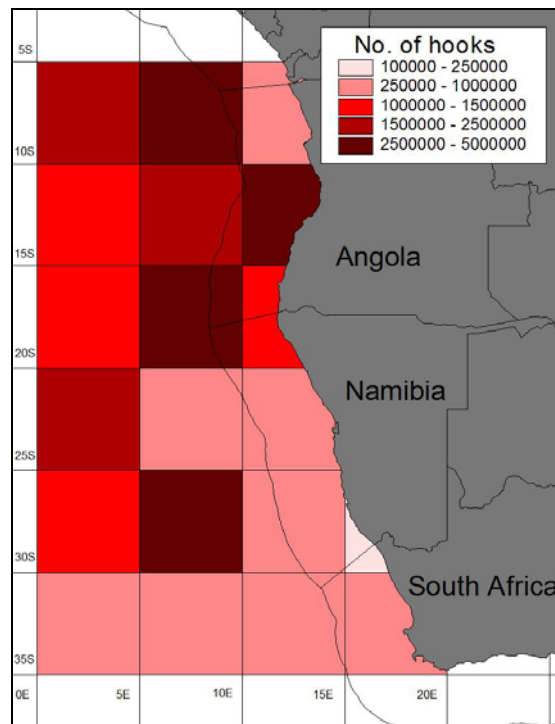 No. of hooks
100000 - 250000
250000 - 1000000
1000000 - 1500000
1500000 - 2500000
2500000 - 5000000
5S
10S
15S
20S
25S
30S
35S
Angola
Namibia
South Africa
0E
5E
10E
15E
20E